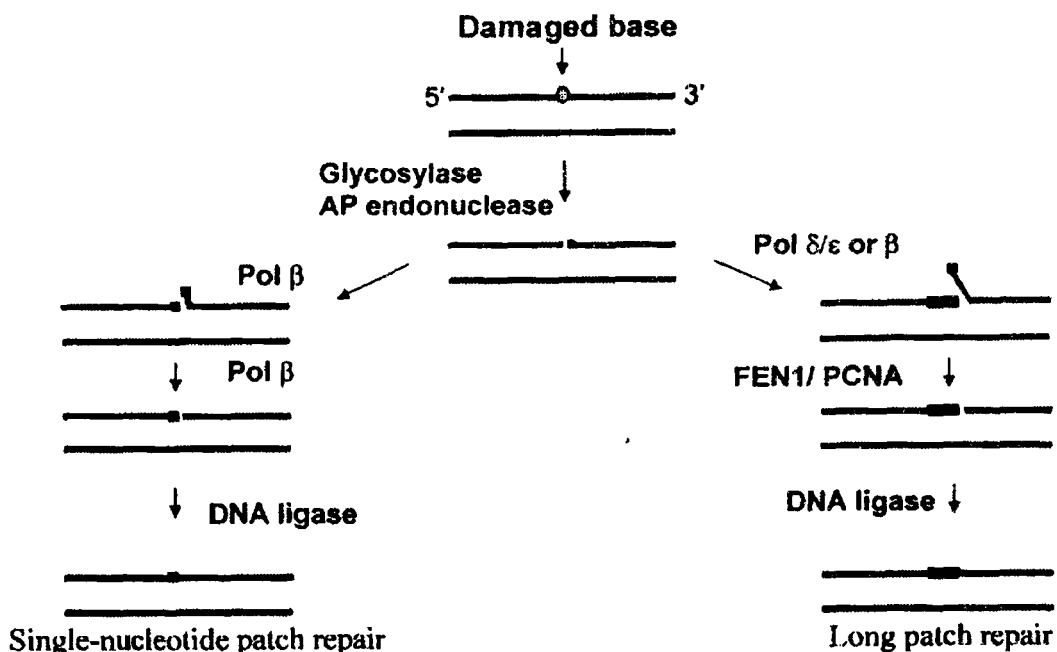 Damaged base
5′ 3′
Glycosylase
AP endonuclease
Pol β
Pol δ/ε or β
Pol β
FEN1/ PCNA
DNA ligase
DNA ligase
Single-nucleotide patch repair
Long patch repair